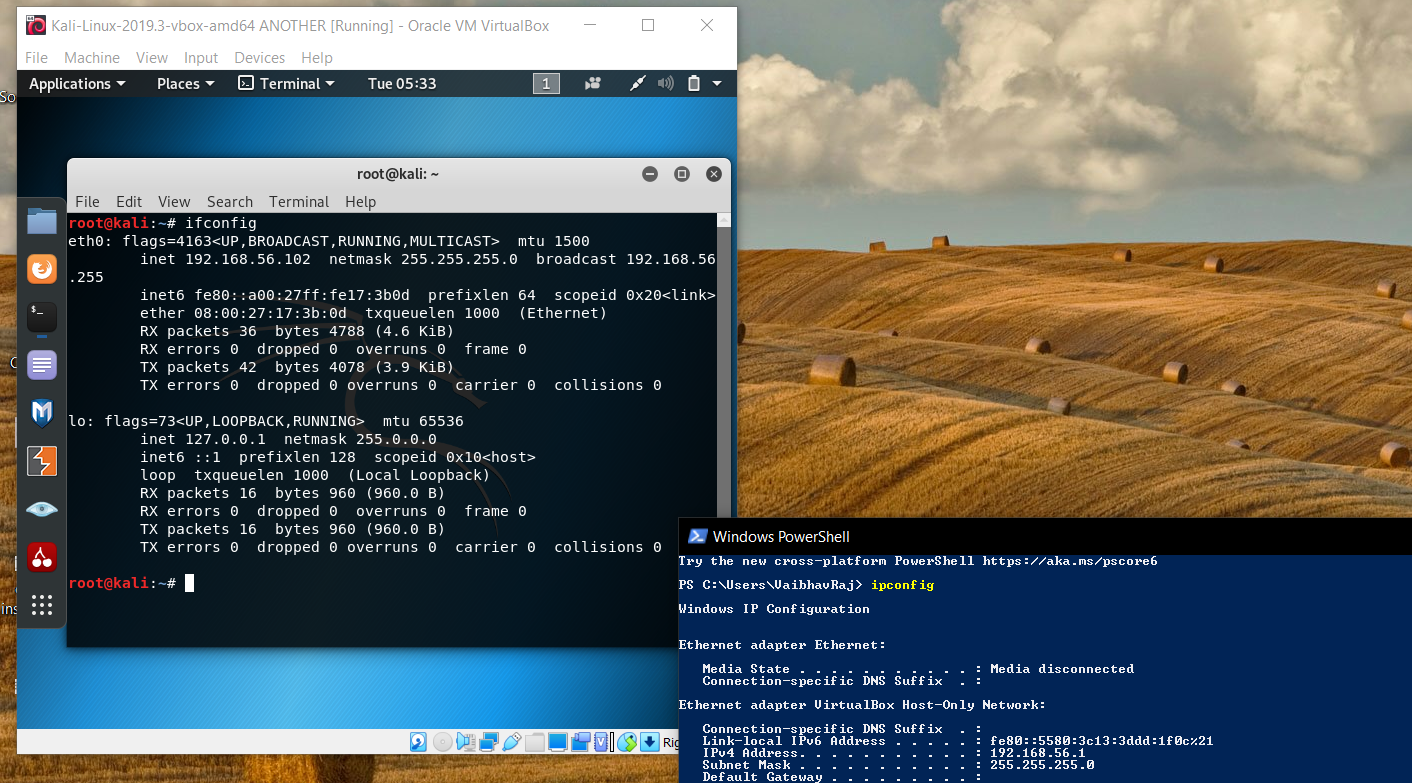 Kali-Linux-2019.3-vbox-amd64 ANOTHER [Running] - Oracle VM VirtualBox
File Machine View Input Devices Help
Applications Places Terminal Tue 05:33 1
So
root@kali: ~
File Edit View Search Terminal Help
root@kali:~# ifconfig
eth0: flags=4163<UP,BROADCAST,RUNNING,MULTICAST>  mtu 1500
        inet 192.168.56.102  netmask 255.255.255.0  broadcast 192.168.56
.255
        inet6 fe80::a00:27ff:fe17:3b0d  prefixlen 64  scopeid 0x20<link>
        ether 08:00:27:17:3b:0d  txqueuelen 1000  (Ethernet)
        RX packets 36  bytes 4788 (4.6 KiB)
        RX errors 0  dropped 0  overruns 0  frame 0
        TX packets 42  bytes 4078 (3.9 KiB)
        TX errors 0  dropped 0 overruns 0  carrier 0  collisions 0
lo: flags=73<UP,LOOPBACK,RUNNING>  mtu 65536
        inet 127.0.0.1  netmask 255.0.0.0
        inet6 ::1  prefixlen 128  scopeid 0x10<host>
        loop  txqueuelen 1000  (Local Loopback)
        RX packets 16  bytes 960 (960.0 B)
        RX errors 0  dropped 0  overruns 0  frame 0
        TX packets 16  bytes 960 (960.0 B)
        TX errors 0  dropped 0 overruns 0  carrier 0  collisions 0
root@kali:~#
ins
Rig
Windows PowerShell
Try the new cross-platform PowerShell https://aka.ms/pscore6
PS C:\Users\VaibhavRaj> ipconfig
Windows IP Configuration
Ethernet adapter Ethernet:
   Media State . . . . . . . . . . . : Media disconnected
   Connection-specific DNS Suffix  . :
Ethernet adapter VirtualBox Host-Only Network:
   Connection-specific DNS Suffix  . :
   Link-local IPv6 Address . . . . . : fe80::5580:3c13:3ddd:1f0c%21
   IPv4 Address. . . . . . . . . . . : 192.168.56.1
   Subnet Mask . . . . . . . . . . . : 255.255.255.0
   Default Gateway . . . . . . . . . :